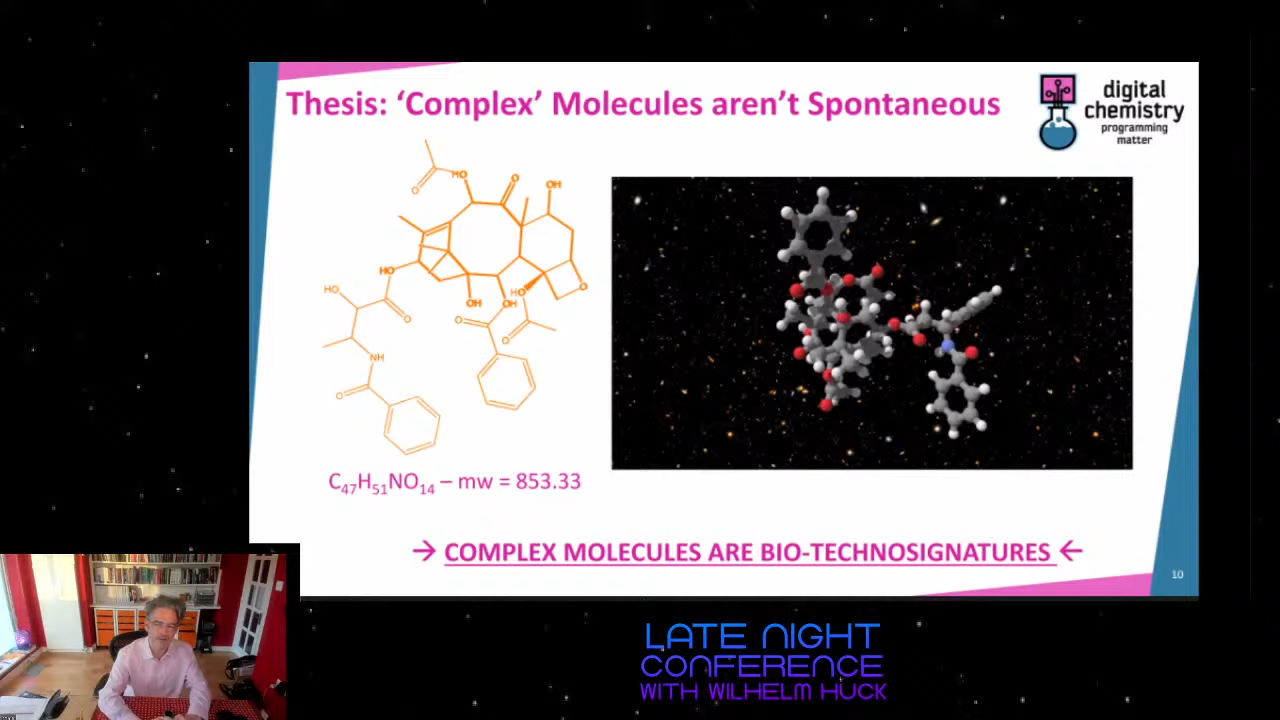 Thesis: ‘Complex’ Molecules aren’t Spontaneous
digital
chemistry
programming
matter
O
HO
O
OH
HO
HO
O
OH
OH
HO
O
O
O
O
NH
O
C₄₇H₅₁NO₁₄ – mw = 853.33
→ COMPLEX MOLECULES ARE BIO-TECHNOSIGNATURES ←
10
LATE NIGHT
CONFERENCE
WITH WILHELM HUCK